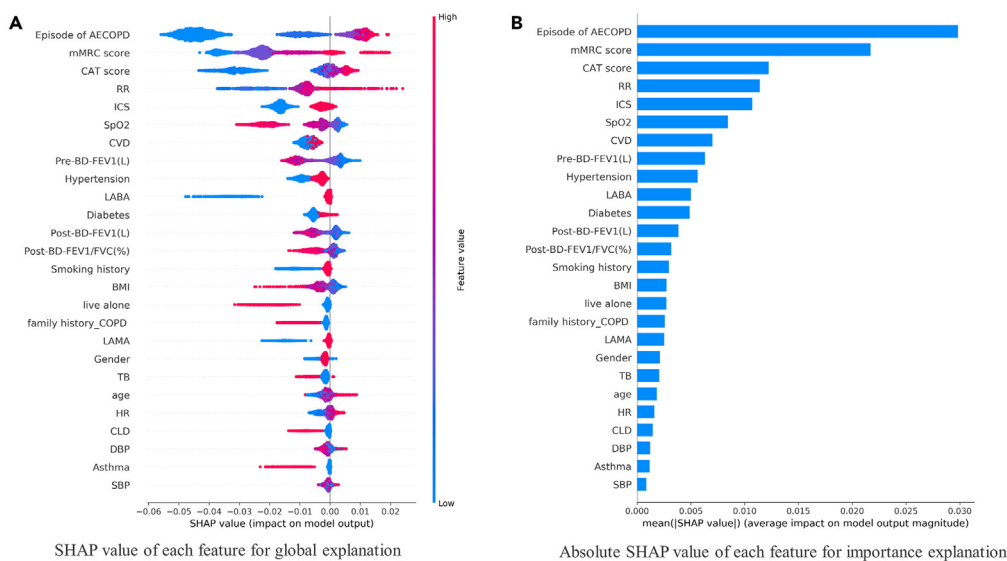 A
High
Episode of AECOPD
mMRC score
CAT score
RR
ICS
SpO2
CVD
Pre-BD-FEV1(L)
Hypertension
LABA
Diabetes
Post-BD-FEV1(L)
Post-BD-FEV1/FVC(%)
Smoking history
BMI
live alone
family history_COPD
LAMA
Gender
TB
age
HR
CLD
DBP
Asthma
SBP
Feature value
Low
−0.06 −0.05 −0.04 −0.03 −0.02 −0.01 0.00 0.01 0.02
SHAP value (impact on model output)
SHAP value of each feature for global explanation
B
Episode of AECOPD
mMRC score
CAT score
RR
ICS
SpO2
CVD
Pre-BD-FEV1(L)
Hypertension
LABA
Diabetes
Post-BD-FEV1(L)
Post-BD-FEV1/FVC(%)
Smoking history
BMI
live alone
family history_COPD
LAMA
Gender
TB
age
HR
CLD
DBP
Asthma
SBP
0.000 0.005 0.010 0.015 0.020 0.025 0.030
mean(|SHAP value|) (average impact on model output magnitude)
Absolute SHAP value of each feature for importance explanation